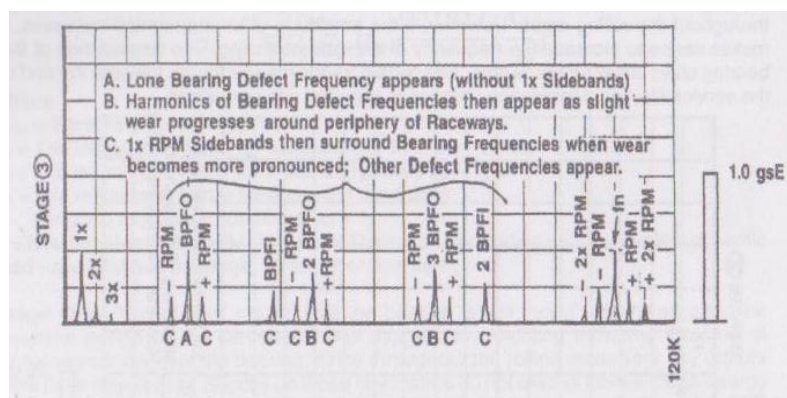 A. Lone Bearing Defect Frequency appears (without 1x Sidebands)
B. Harmonics of Bearing Defect Frequencies then appear as slight
wear progresses around periphery of Raceways.
C. 1x RPM Sidebands then surround Bearing Frequencies when wear
becomes more pronounced; Other Defect Frequencies appear.
STAGE 3
1x
2x
3x
- RPM
BPFO
+ RPM
BPFI
- RPM
2 BPFO
+RPM
- RPM
3 BPFO
+ RPM
2 BPFI
- 2x RPM
- RPM
fn
+ RPM
+ 2x RPM
1.0 gsE
C A C C C B C C B C C
120K